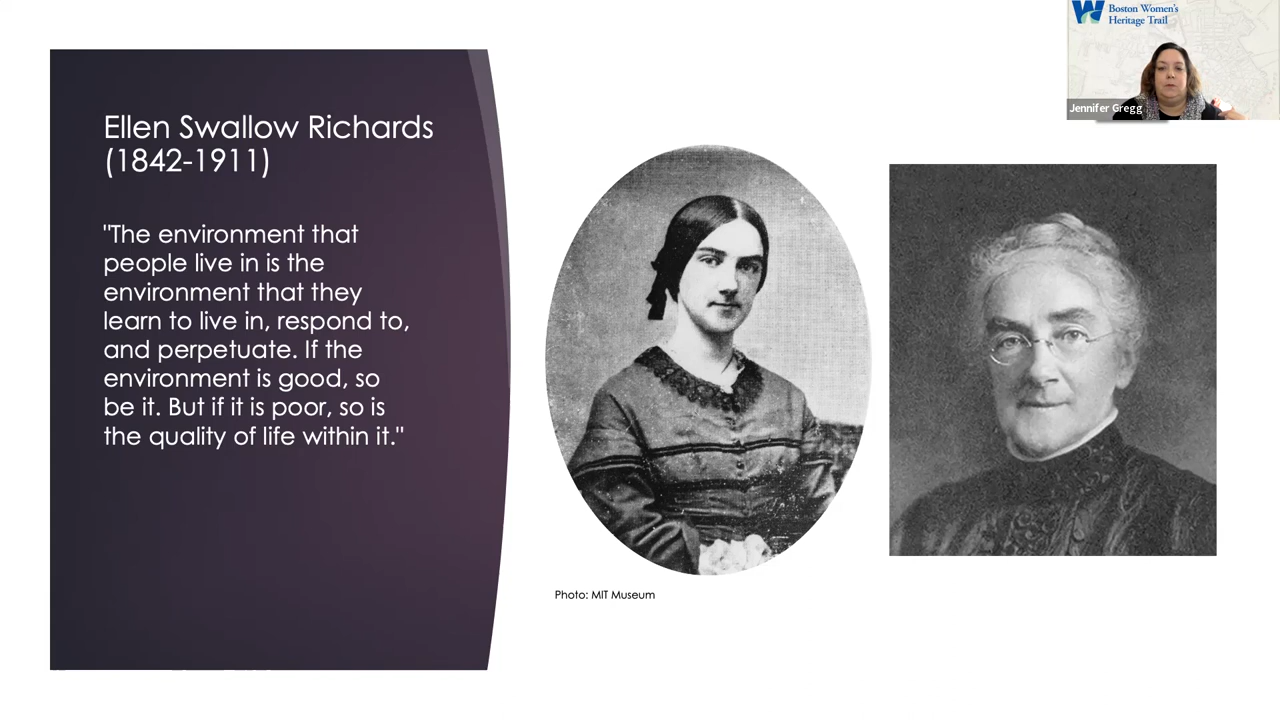 Boston Women's
Heritage Trail
Jennifer Gregg
Ellen Swallow Richards
(1842-1911)
"The environment that
people live in is the
environment that they
learn to live in, respond to,
and perpetuate. If the
environment is good, so
be it. But if it is poor, so is
the quality of life within it."
Photo: MIT Museum